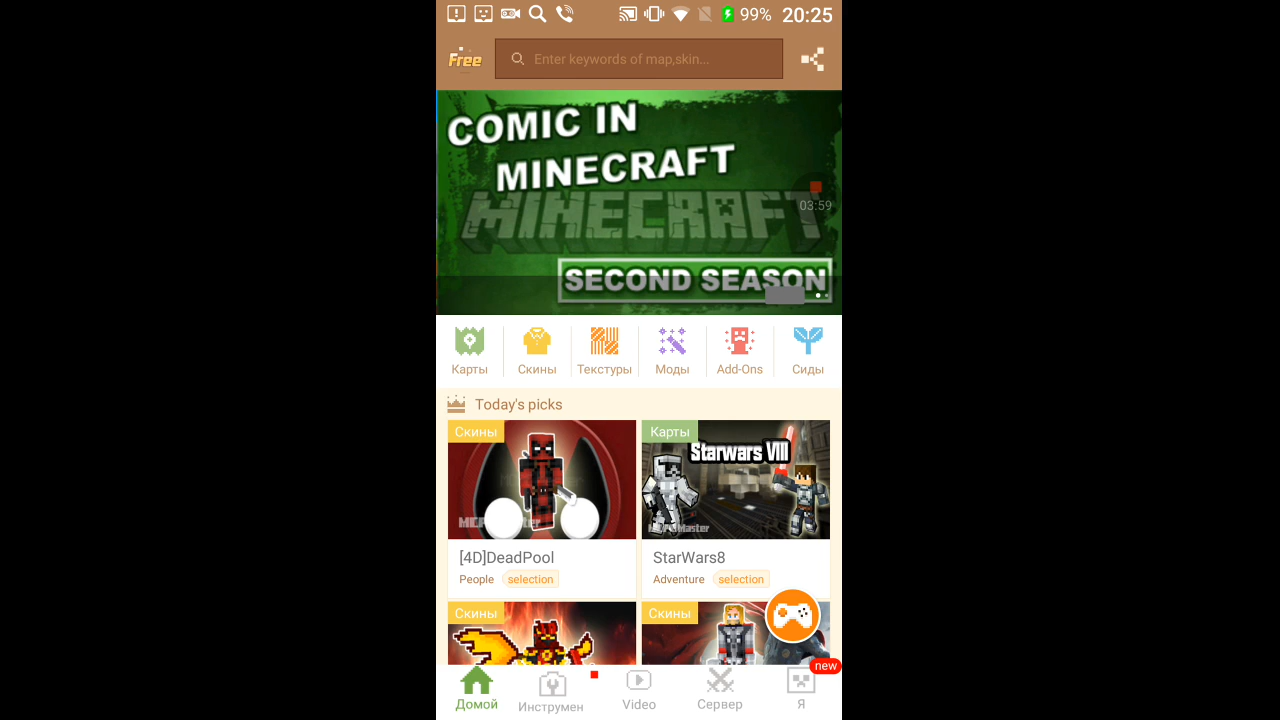 99% 20:25
Free
Enter keywords of map,skin...
COMIC IN
MINECRAFT
MINECRAFT
03:59
SECOND SEASON
Карты
Скины
Текстуры
Моды
Add-Ons
Сиды
Today's picks
Скины
Карты
Starwars VIII
Master
[4D]DeadPool
StarWars8
People selection
Adventure selection
Скины
Скины
new
Домой
Инструмен
Video
Сервер
Я